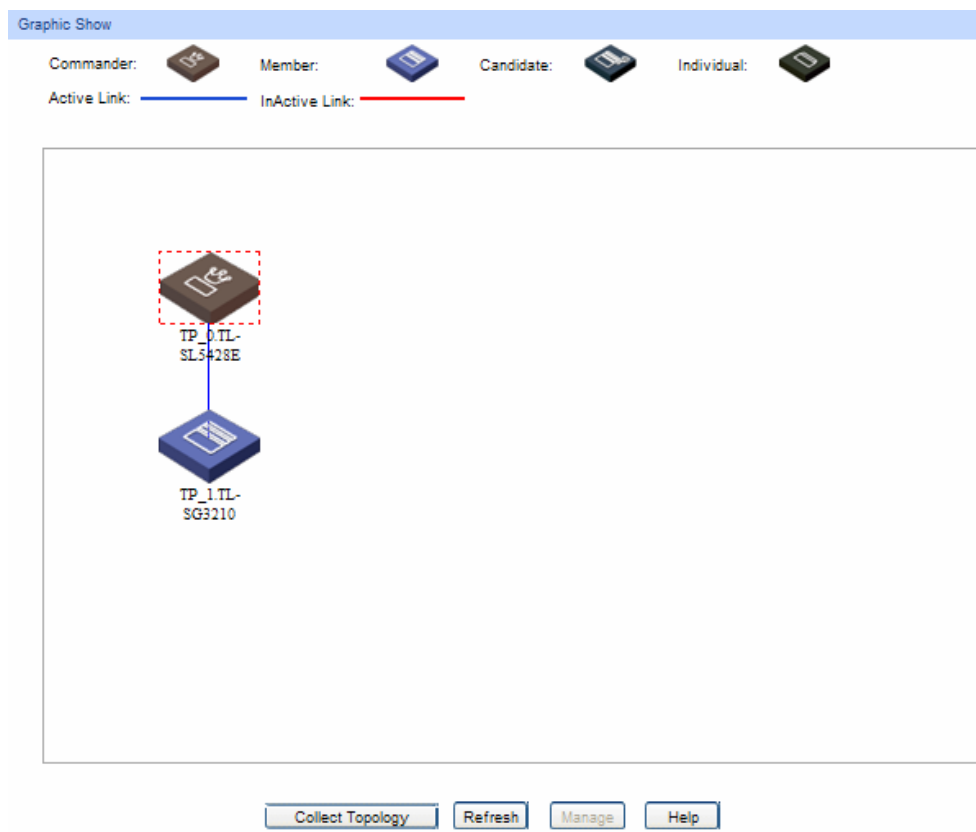 Graphic Show
Commander: Member: Candidate: Individual:
Active Link: InActive Link:
TP_0.TL-
SL5428E
TP_1.TL-
SG3210
Collect Topology Refresh Manage Help